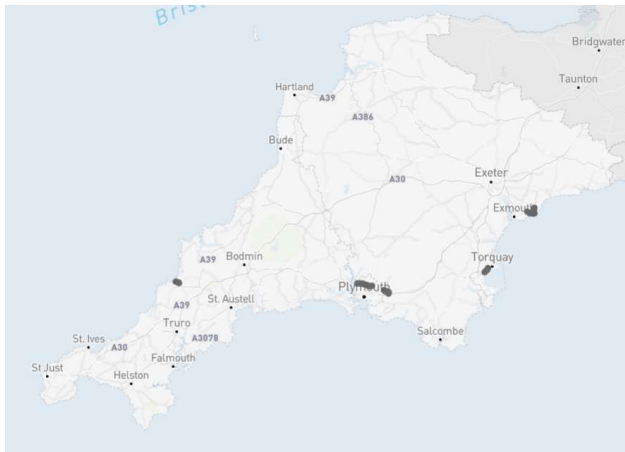 Brist
Bridgwater
Taunton
Hartland
A39
A386
Bude
Exeter
A30
Exmouth
A39
Bodmin
Torquay
Plymouth
St. Austell
A39
Truro
A3078
Salcombe
St. Ives
A30
Falmouth
St Just
Helston